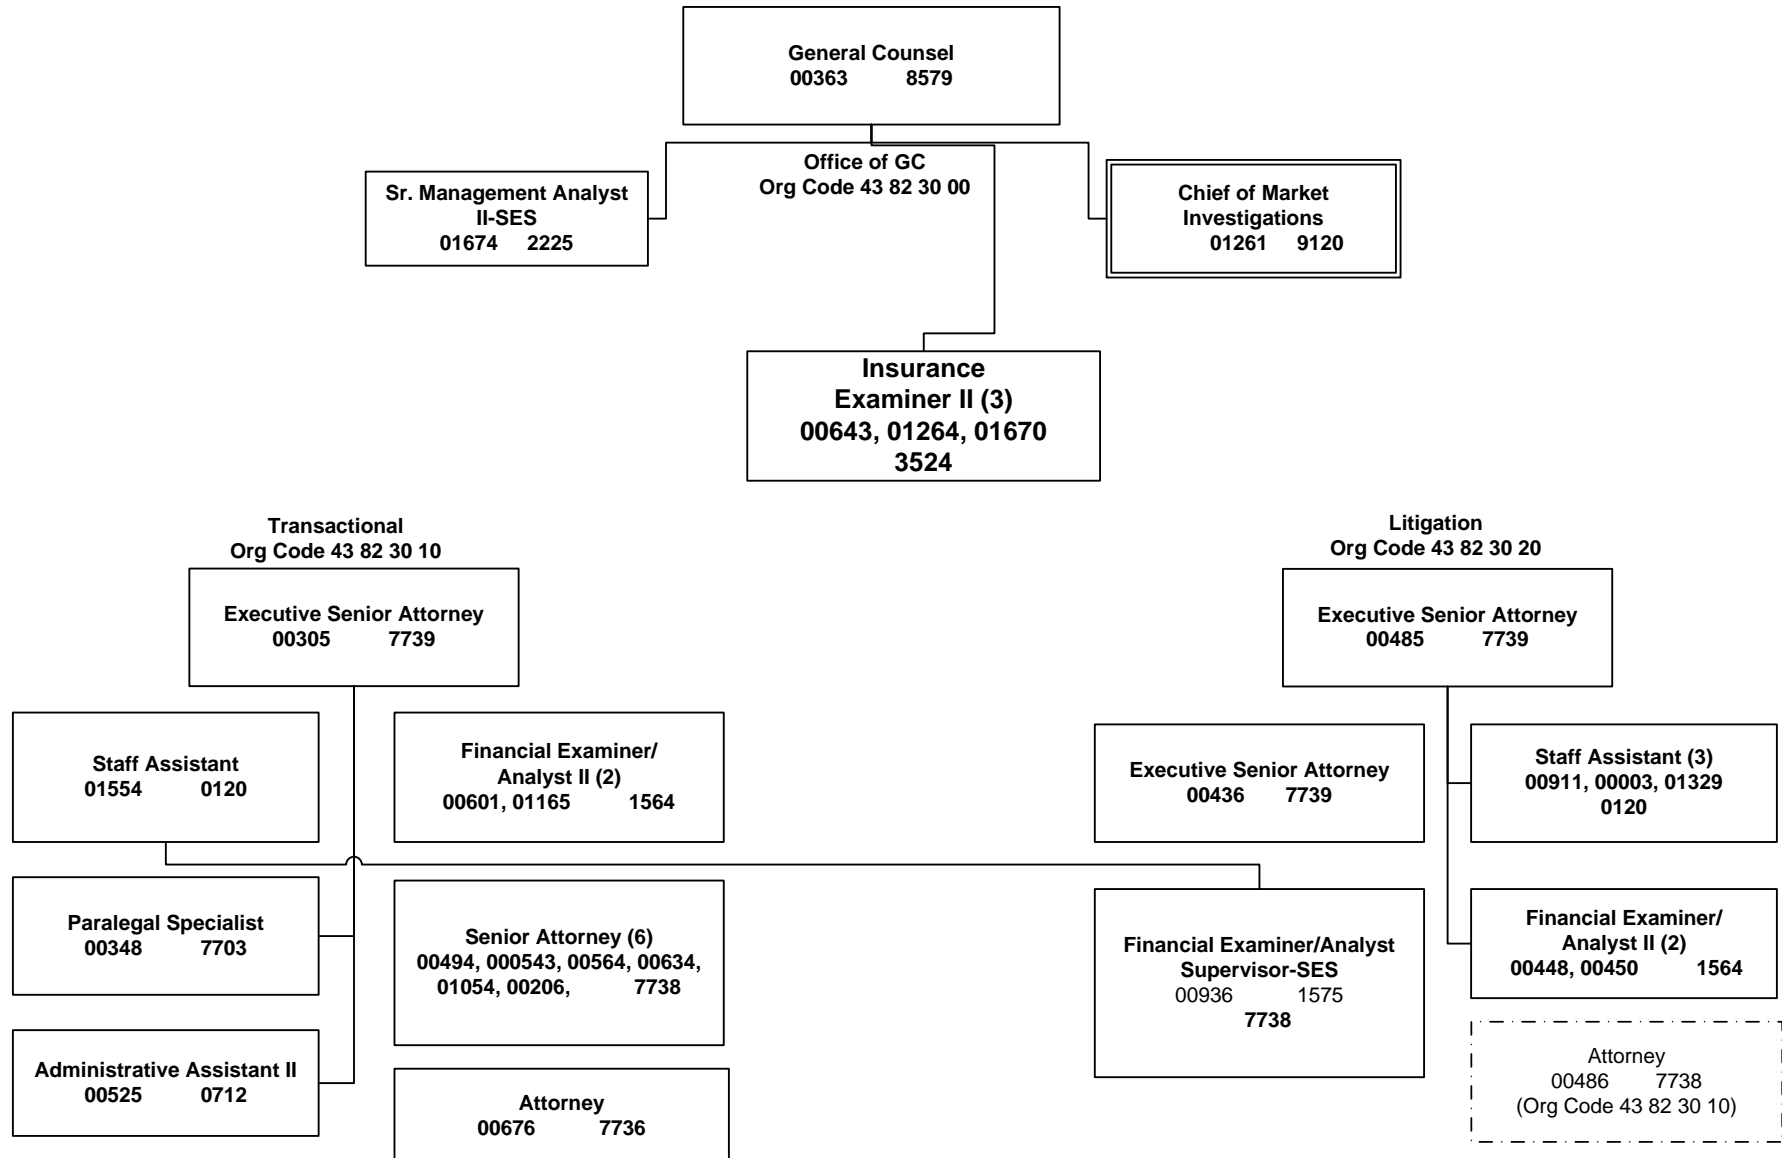 General Counsel
00363 8579
Office of GC
Org Code 43 82 30 00
Sr. Management Analyst
II-SES
01674 2225
Chief of Market
Investigations
01261 9120
Insurance
Examiner II (3)
00643, 01264, 01670
3524
Transactional
Org Code 43 82 30 10
Executive Senior Attorney
00305 7739
Staff Assistant
01554 0120
Financial Examiner/
Analyst II (2)
00601, 01165 1564
Paralegal Specialist
00348 7703
Senior Attorney (6)
00494, 000543, 00564, 00634,
01054, 00206, 7738
Administrative Assistant II
00525 0712
Attorney
00676 7736
Litigation
Org Code 43 82 30 20
Executive Senior Attorney
00485 7739
Executive Senior Attorney
00436 7739
Staff Assistant (3)
00911, 00003, 01329
0120
Financial Examiner/Analyst
Supervisor-SES
00936 1575
7738
Financial Examiner/
Analyst II (2)
00448, 00450 1564
Attorney
00486 7738
(Org Code 43 82 30 10)